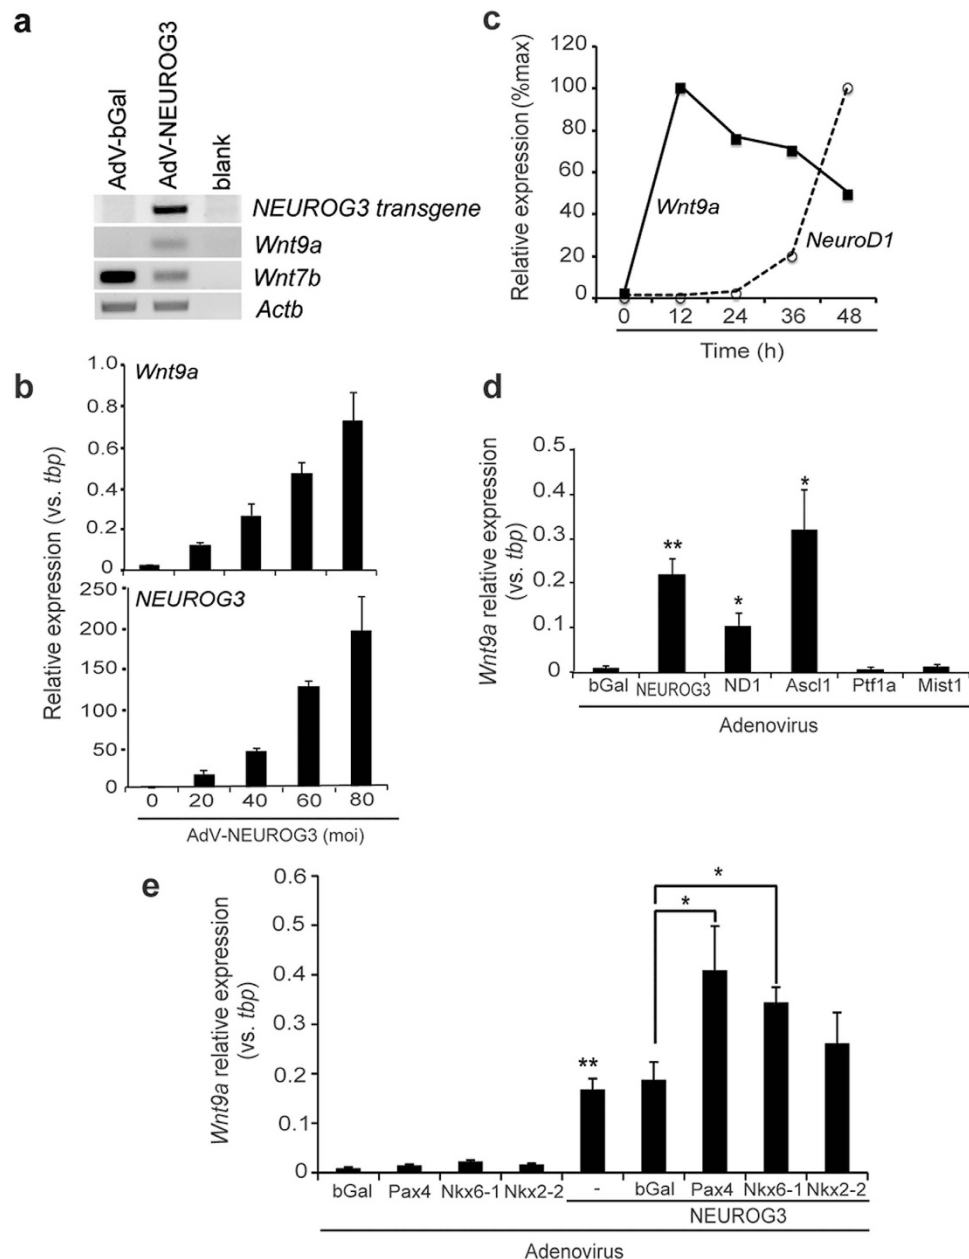 a
AdV-bGal
AdV-NEUROG3
blank
NEUROG3 transgene
Wnt9a
Wnt7b
Actb
b
Relative expression (vs. tbp)
Wnt9a
1.0
0.8
0.6
0.4
0.2
0
NEUROG3
250
200
150
100
50
0
0 20 40 60 80
AdV-NEUROG3 (moi)
c
Relative expression (%max)
120
100
80
60
40
20
0
Wnt9a
NeuroD1
0 12 24 36 48
Time (h)
d
Wnt9a relative expression
(vs. tbp)
0.5
0.4
0.3
0.2
0.1
0
**
*
*
bGal NEUROG3 ND1 Ascl1 Ptf1a Mist1
Adenovirus
e
Wnt9a relative expression
(vs. tbp)
0.6
0.5
0.4
0.3
0.2
0.1
0
**
*
*
bGal Pax4 Nkx6-1 Nkx2-2 - bGal Pax4 Nkx6-1 Nkx2-2
NEUROG3
Adenovirus